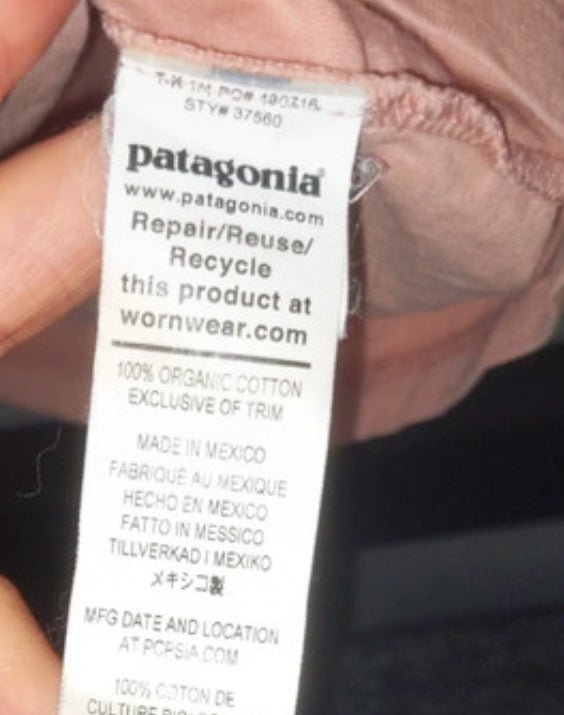 STY# 37560
patagonia®
www.patagonia.com
Repair/Reuse/
Recycle
this product at
wornwear.com
100% ORGANIC COTTON
EXCLUSIVE OF TRIM
MADE IN MEXICO
FABRIQUÉ AU MEXIQUE
HECHO EN MEXICO
FATTO IN MESSICO
TILLVERKAD I MEXIKO
メキシコ製
MFG DATE AND LOCATION
AT PCPSIA.COM
100% COTON DE
CULTURE